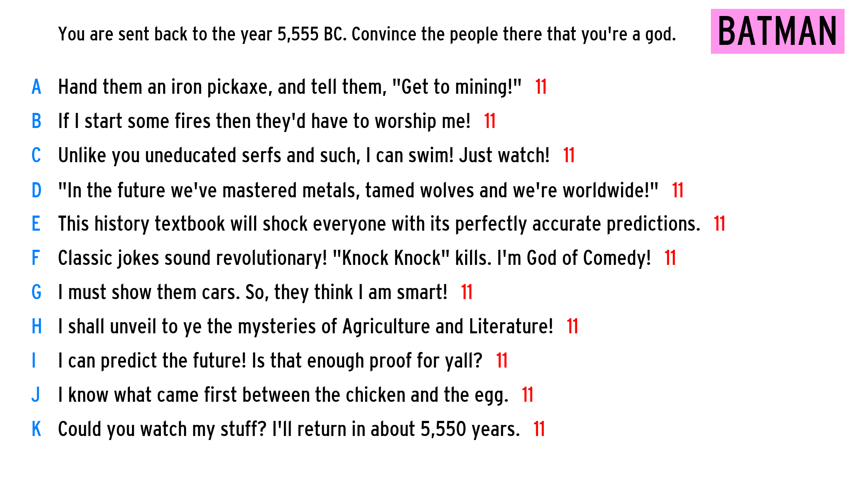 You are sent back to the year 5,555 BC. Convince the people there that you're a god.
BATMAN
A Hand them an iron pickaxe, and tell them, "Get to mining!" 11
B If I start some fires then they'd have to worship me! 11
C Unlike you uneducated serfs and such, I can swim! Just watch! 11
D "In the future we've mastered metals, tamed wolves and we're worldwide!" 11
E This history textbook will shock everyone with its perfectly accurate predictions. 11
F Classic jokes sound revolutionary! "Knock Knock" kills. I'm God of Comedy! 11
G I must show them cars. So, they think I am smart! 11
H I shall unveil to ye the mysteries of Agriculture and Literature! 11
I I can predict the future! Is that enough proof for yall? 11
J I know what came first between the chicken and the egg. 11
K Could you watch my stuff? I'll return in about 5,550 years. 11